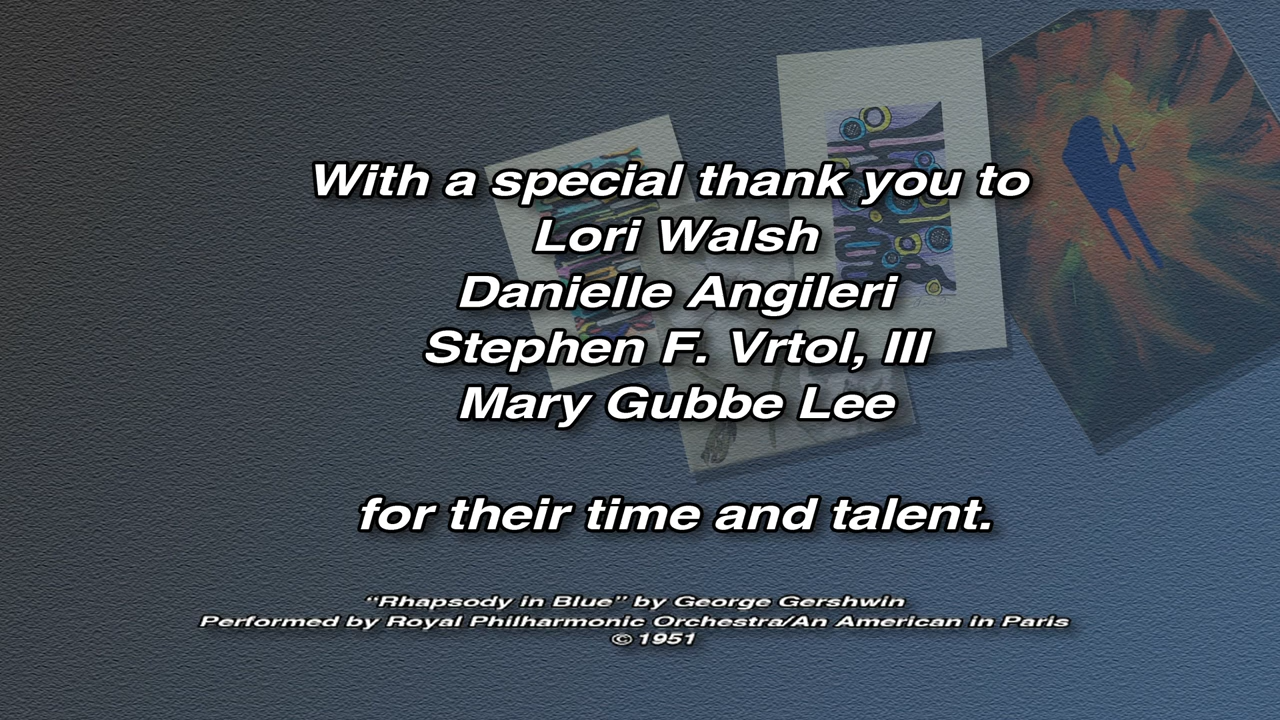 With a special thank you to
Lori Walsh
Danielle Angileri
Stephen F. Vrtol, III
Mary Gubbe Lee
for their time and talent.
“Rhapsody in Blue” by George Gershwin
Performed by Royal Philharmonic Orchestra/An American in Paris
© 1951